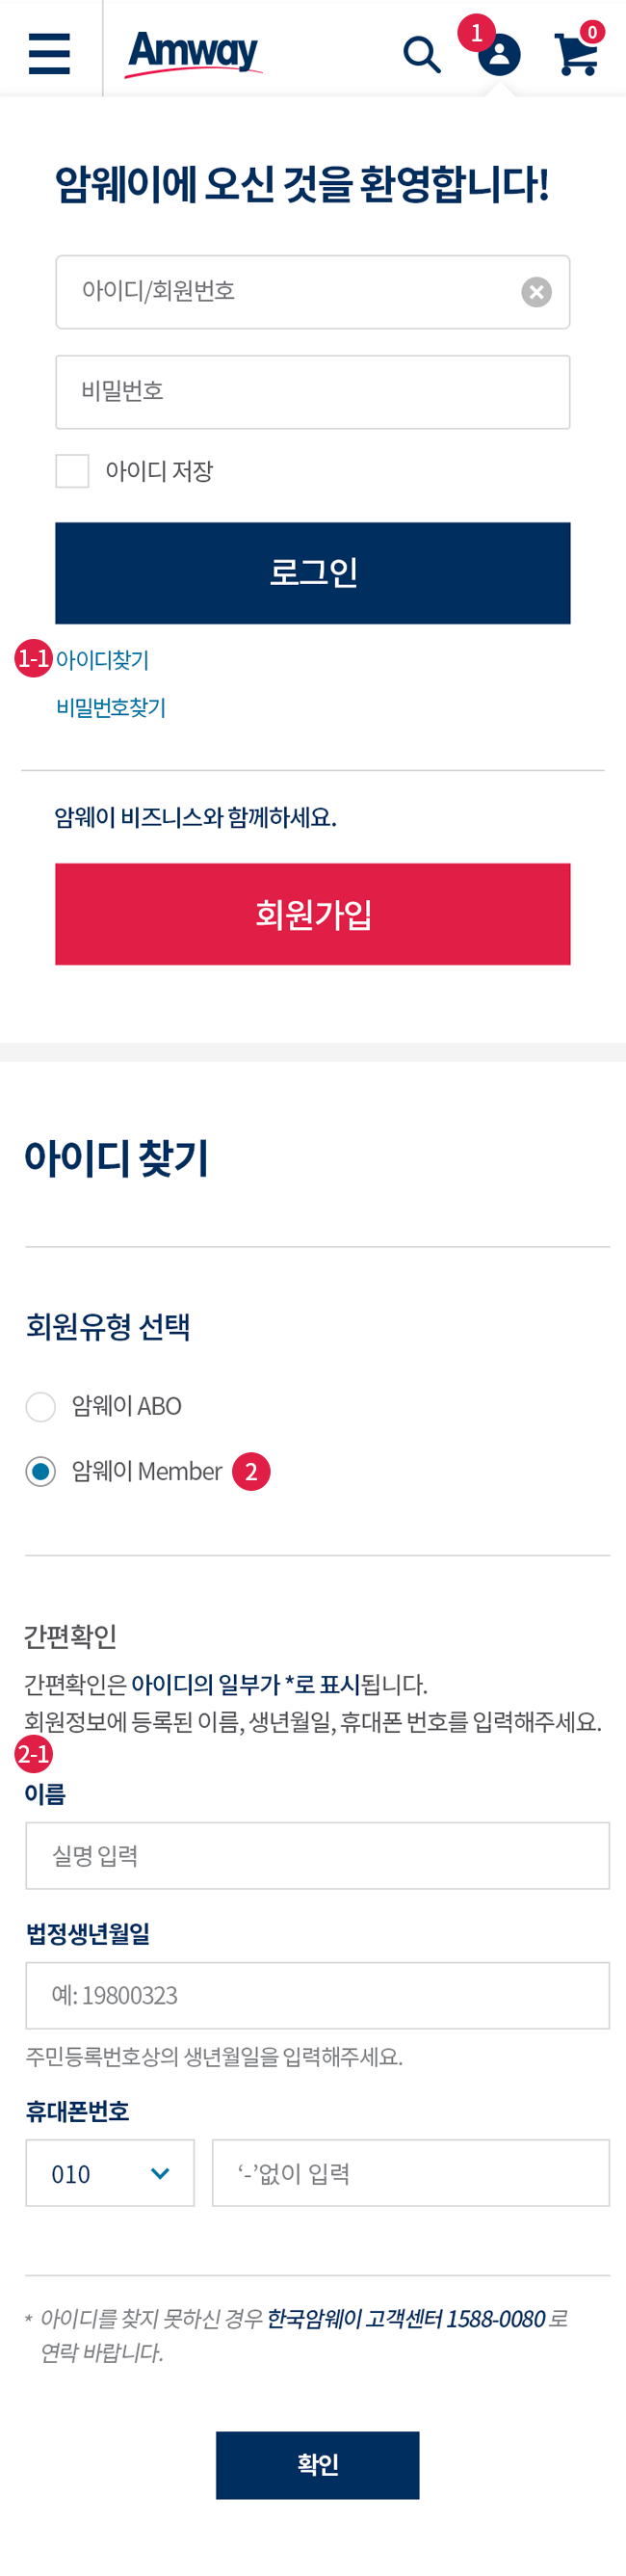 Amway
1
0
암웨이에 오신 것을 환영합니다!
아이디/회원번호
비밀번호
아이디 저장
로그인
1-1 아이디찾기
비밀번호찾기
암웨이 비즈니스와 함께하세요.
회원가입
아이디 찾기
회원유형 선택
암웨이 ABO
암웨이 Member 2
간편확인
간편확인은 아이디의 일부가 *로 표시됩니다.
회원정보에 등록된 이름, 생년월일, 휴대폰 번호를 입력해주세요.
2-1
이름
실명 입력
법정생년월일
예: 19800323
주민등록번호상의 생년월일을 입력해주세요.
휴대폰번호
010 ‘-’없이 입력
* 아이디를 찾지 못하신 경우 한국암웨이 고객센터 1588-0080 로
연락 바랍니다.
확인